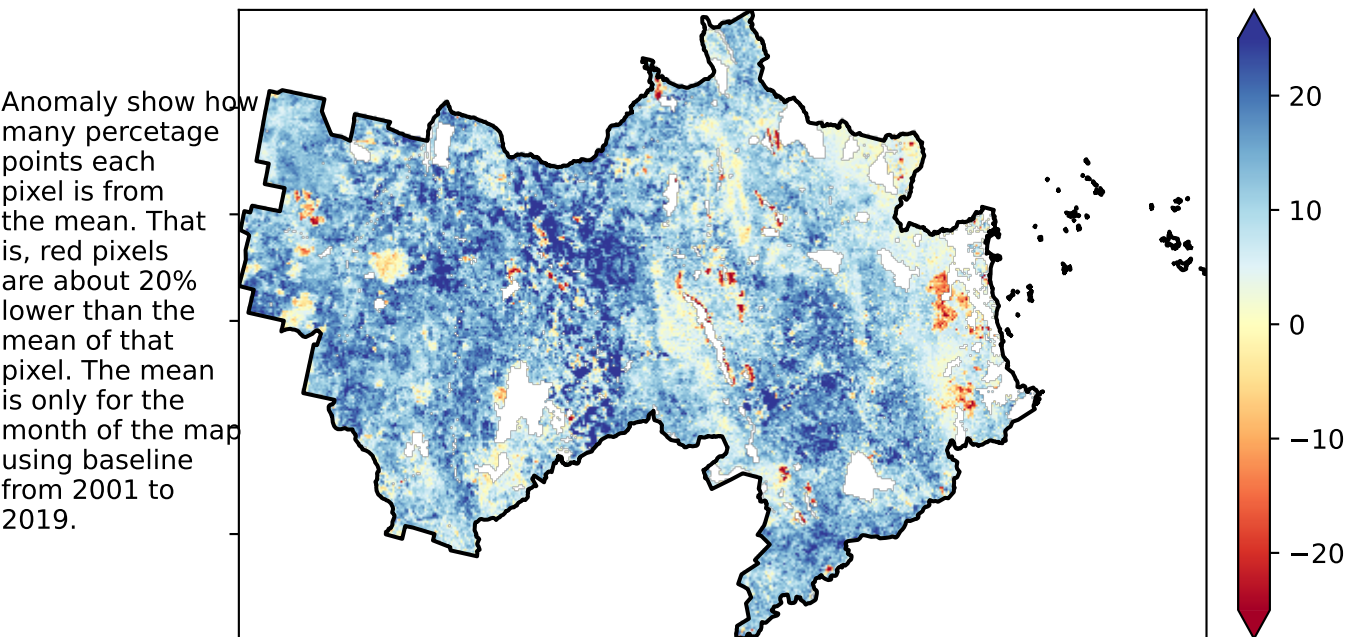 Anomaly show how
many percetage
points each
pixel is from
the mean. That
is, red pixels
are about 20%
lower than the
mean of that
pixel. The mean
is only for the
month of the map
using baseline
from 2001 to
2019.
20
10
0
−10
−20